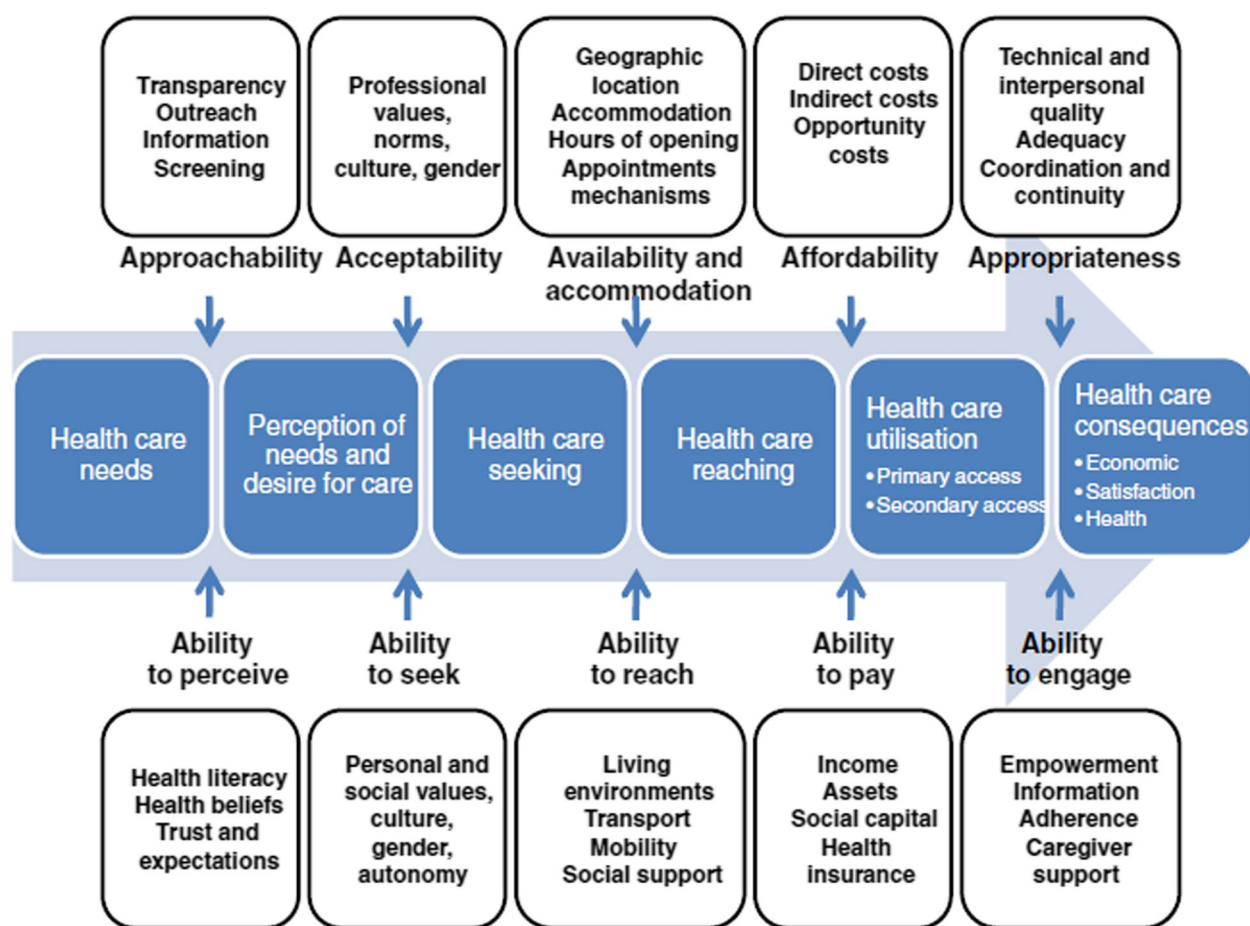 Transparency
Outreach
Information
Screening
Professional
values,
norms,
culture, gender
Geographic
location
Accommodation
Hours of opening
Appointments
mechanisms
Direct costs
Indirect costs
Opportunity
costs
Technical and
interpersonal
quality
Adequacy
Coordination and
continuity
Approachability
Acceptability
Availability and
accommodation
Affordability
Appropriateness
Health care
needs
Perception of
needs and
desire for care
Health care
seeking
Health care
reaching
Health care
utilisation
• Primary access
• Secondary access
Health care
consequences
• Economic
• Satisfaction
• Health
Ability
to perceive
Ability
to seek
Ability
to reach
Ability
to pay
Ability
to engage
Health literacy
Health beliefs
Trust and
expectations
Personal and
social values,
culture,
gender,
autonomy
Living
environments
Transport
Mobility
Social support
Income
Assets
Social capital
Health
insurance
Empowerment
Information
Adherence
Caregiver
support